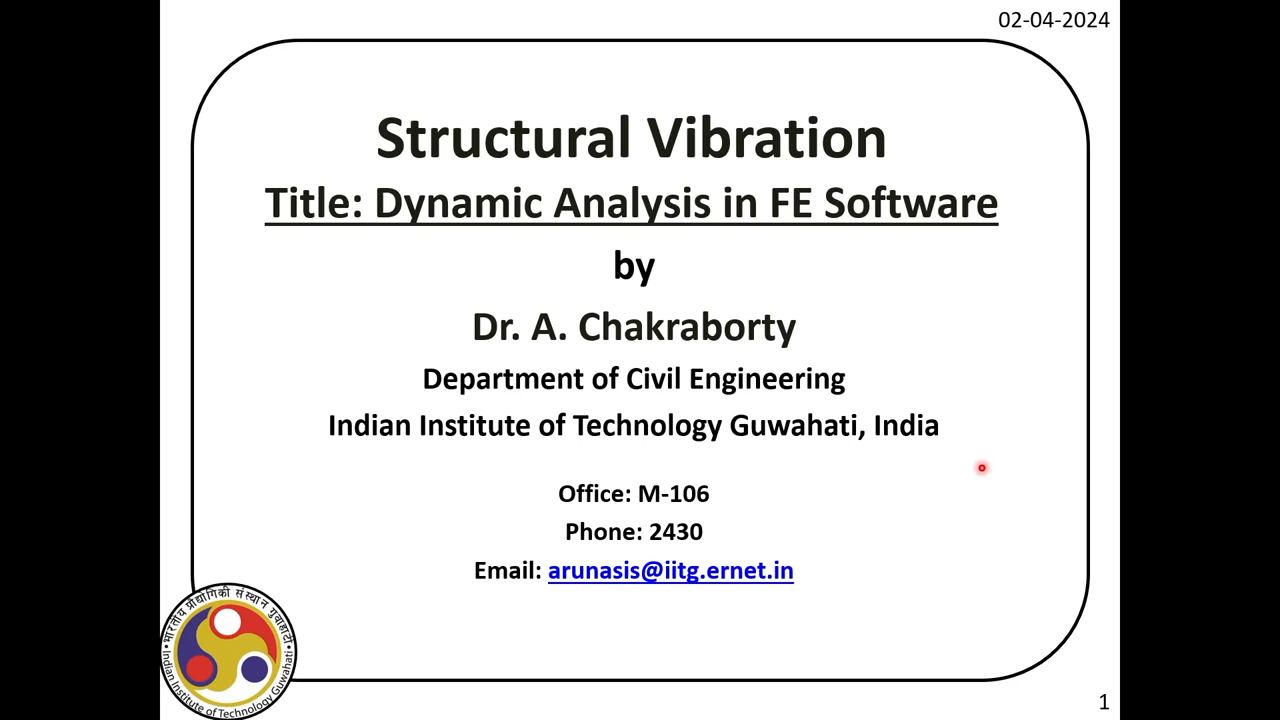 02-04-2024
Structural Vibration
Title: Dynamic Analysis in FE Software
by
Dr. A. Chakraborty
Department of Civil Engineering
Indian Institute of Technology Guwahati, India
Office: M-106
Phone: 2430
Email: arunasis@iitg.ernet.in
भारतीय प्रौद्योगिकी संस्थान गुवाहाटी
Indian Institute of Technology Guwahati
1